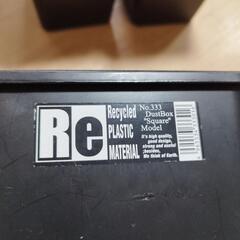 Re
Recycled
PLASTIC
MATERIAL
No.333
DustBox
"Square"
Model
It's high quality,
good design,
strong and useful
;besides,
We think of Earth.